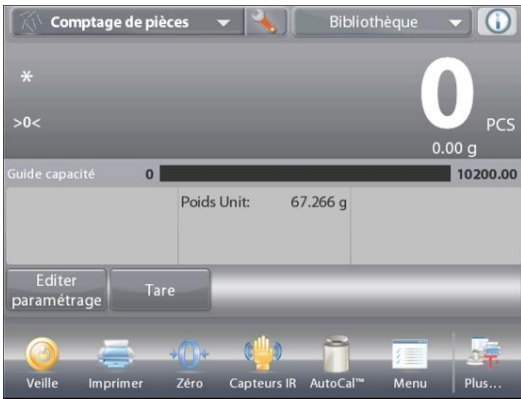 Comptage de pièces
Bibliothèque
*
>0<
0
PCS
0.00 g
Guide capacité 0 10200.00
Poids Unit: 67.266 g
Editer
paramétrage
Tare
Veille Imprimer Zéro Capteurs IR AutoCal™ Menu Plus...